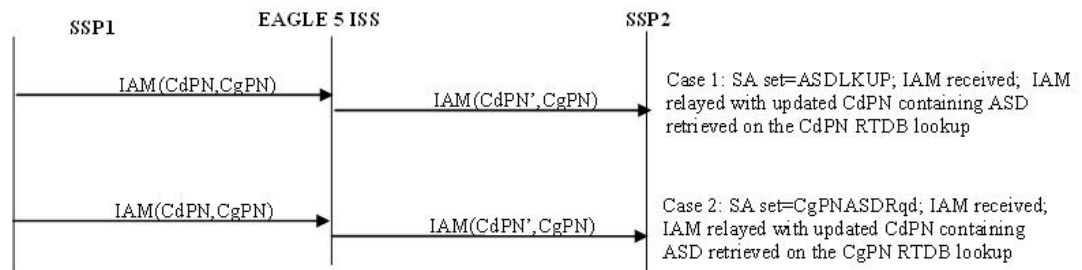 SSP1
EAGLE 5 ISS
SSP2
IAM(CdPN,CgPN)
IAM(CdPN',CgPN)
Case 1: SA set=ASDLKUP; IAM received; IAM
relayed with updated CdPN containing ASD
retrieved on the CdPN RTDB lookup
IAM(CdPN,CgPN)
IAM(CdPN',CgPN)
Case 2: SA set=CgPNASDRqd; IAM received;
IAM relayed with updated CdPN containing
ASD retrieved on the CgPN RTDB lookup